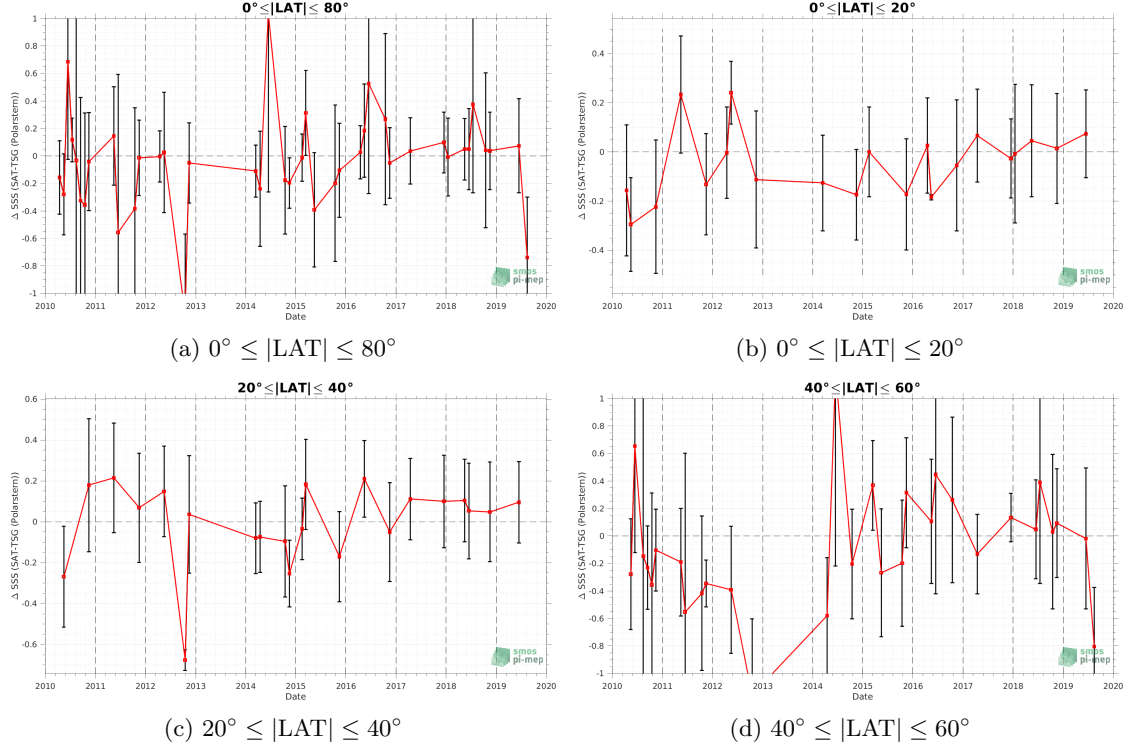 0°≤|LAT|≤ 80°
Δ SSS (SAT-TSG (Polarstern))
1
0.8
0.6
0.4
0.2
0
-0.2
-0.4
-0.6
-0.8
-1
2010 2011 2012 2013 2014 2015 2016 2017 2018 2019 2020
Date
smos
pi-mep
(a) 0° ≤ |LAT| ≤ 80°
0°≤|LAT|≤ 20°
Δ SSS (SAT-TSG (Polarstern))
0.4
0.2
0
-0.2
-0.4
2010 2011 2012 2013 2014 2015 2016 2017 2018 2019 2020
Date
smos
pi-mep
(b) 0° ≤ |LAT| ≤ 20°
20°≤|LAT|≤ 40°
Δ SSS (SAT-TSG (Polarstern))
0.6
0.4
0.2
0
-0.2
-0.4
-0.6
2010 2011 2012 2013 2014 2015 2016 2017 2018 2019 2020
Date
smos
pi-mep
(c) 20° ≤ |LAT| ≤ 40°
40°≤|LAT|≤ 60°
Δ SSS (SAT-TSG (Polarstern))
1
0.8
0.6
0.4
0.2
0
-0.2
-0.4
-0.6
-0.8
-1
2010 2011 2012 2013 2014 2015 2016 2017 2018 2019 2020
Date
smos
pi-mep
(d) 40° ≤ |LAT| ≤ 60°